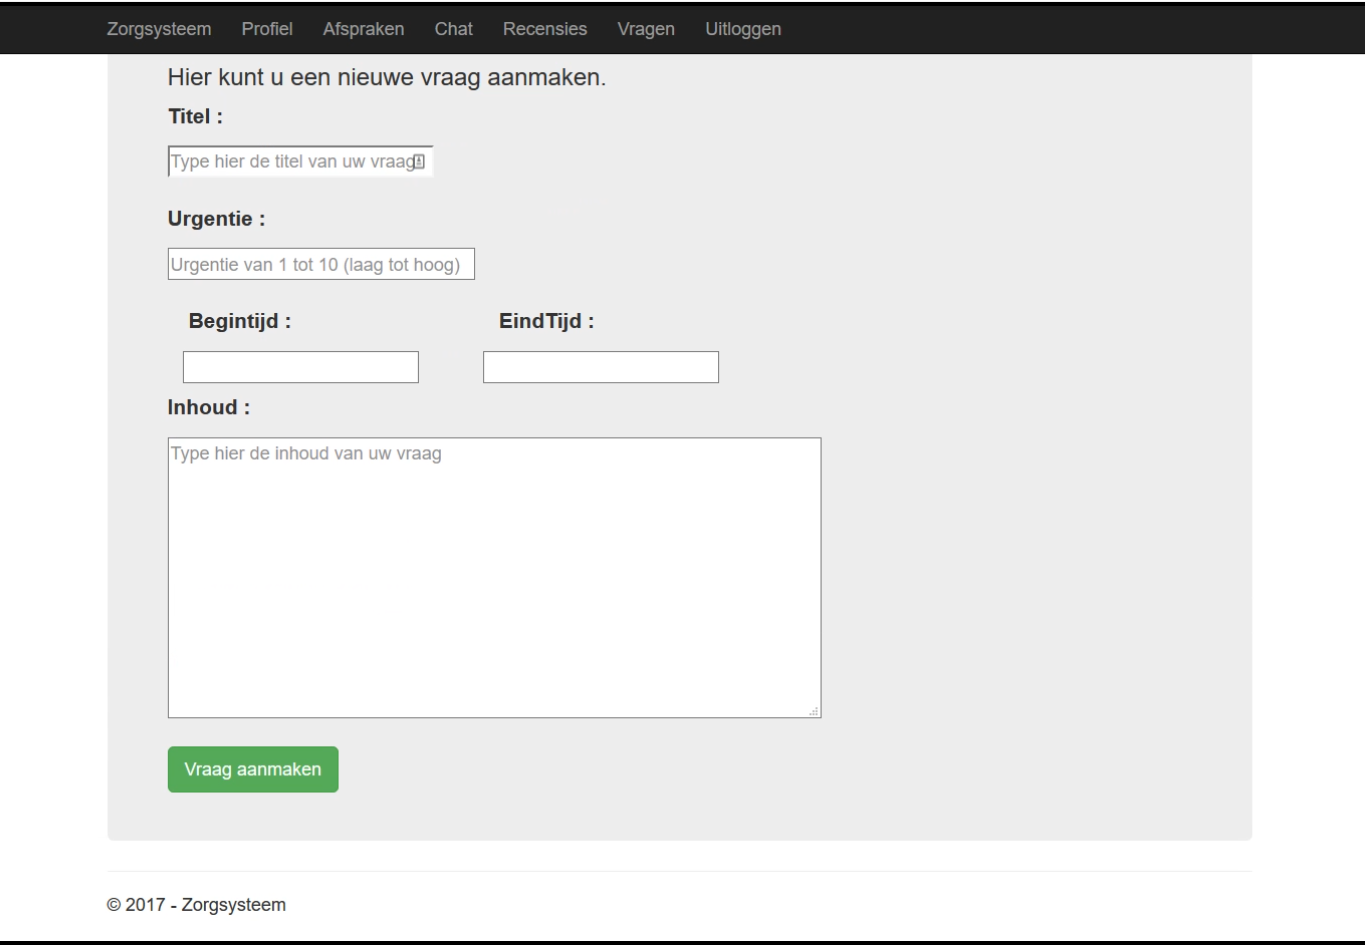 Zorgsysteem Profiel Afspraken Chat Recensies Vragen Uitloggen
Hier kunt u een nieuwe vraag aanmaken.
Titel :
Type hier de titel van uw vraag
Urgentie :
Urgentie van 1 tot 10 (laag tot hoog)
Begintijd : EindTijd :
Inhoud :
Type hier de inhoud van uw vraag
Vraag aanmaken
© 2017 - Zorgsysteem